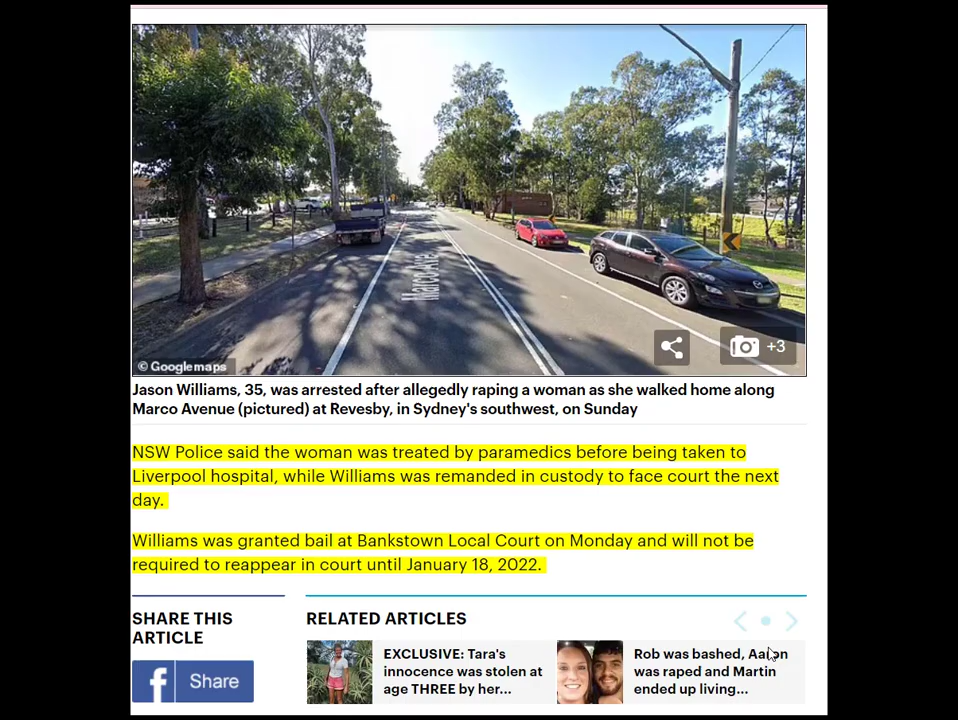 Marco Ave
© Googlemaps
+3
Jason Williams, 35, was arrested after allegedly raping a woman as she walked home along
Marco Avenue (pictured) at Revesby, in Sydney's southwest, on Sunday
NSW Police said the woman was treated by paramedics before being taken to
Liverpool hospital, while Williams was remanded in custody to face court the next
day.
Williams was granted bail at Bankstown Local Court on Monday and will not be
required to reappear in court until January 18, 2022.
SHARE THIS
ARTICLE
f Share
RELATED ARTICLES
EXCLUSIVE: Tara's
innocence was stolen at
age THREE by her...
Rob was bashed, Aaron
was raped and Martin
ended up living...